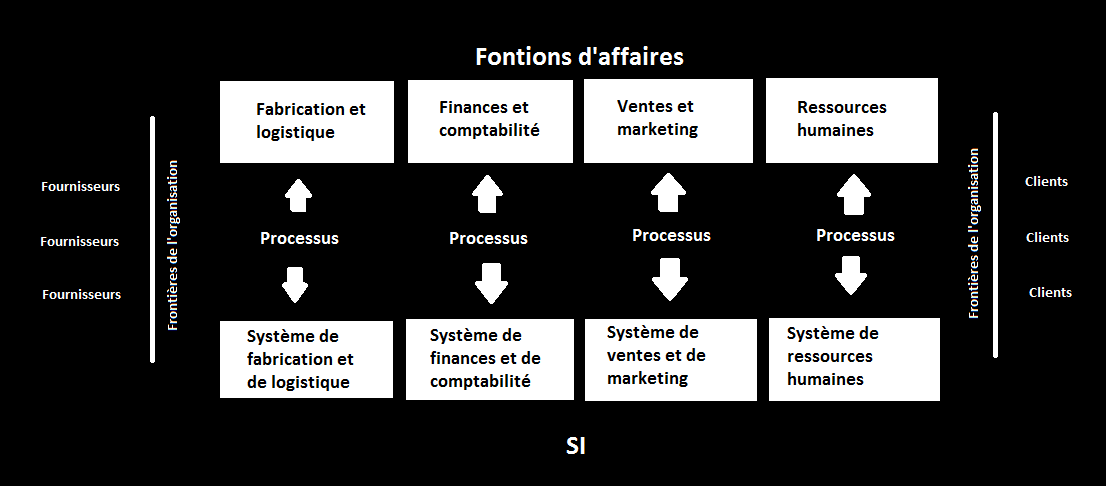 Fontions d'affaires
Fabrication et
logistique
Finances et
comptabilité
Ventes et
marketing
Ressources
humaines
Fournisseurs
Fournisseurs
Fournisseurs
Frontières de l'organisation
Processus
Processus
Processus
Processus
Frontières de l'organisation
Clients
Clients
Clients
Système de
fabrication et
de logistique
Système de
finances et de
comptabilité
Système de
ventes et de
marketing
Système de
ressources
humaines
SI